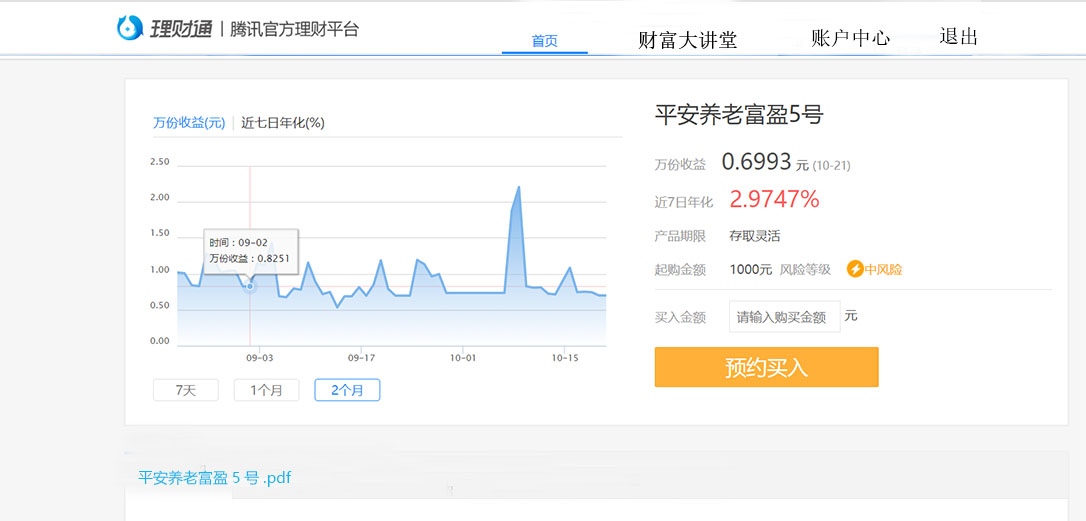 理财通 | 腾讯官方理财平台
首页 财富大讲堂 账户中心 退出
万份收益(元) | 近七日年化(%)
2.50
2.00
1.50
1.00
0.50
0.00
时间：09-02
万份收益：0.8251
09-03 09-17 10-01 10-15
7天 1个月 2个月
平安养老富盈5号
万份收益 0.6993 元 (10-21)
近7日年化 2.9747%
产品期限 存取灵活
起购金额 1000元 风险等级 中风险
买入金额 请输入购买金额 元
预约买入
平安养老富盈 5 号 .pdf